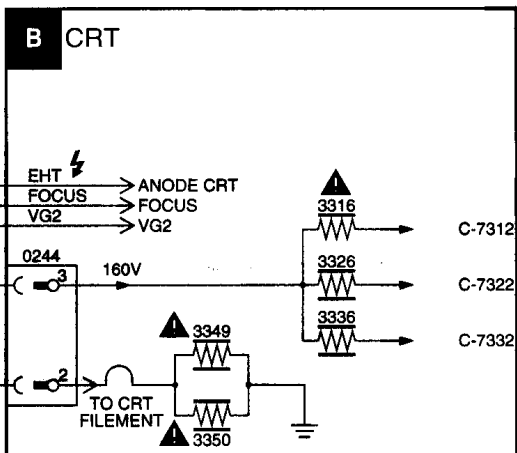 B CRT
EHT
ANODE CRT
FOCUS
FOCUS
VG2
VG2
3316
C-7312
0244
3
160V
3326
C-7322
3336
C-7332
3349
2
TO CRT
FILEMENT
3350